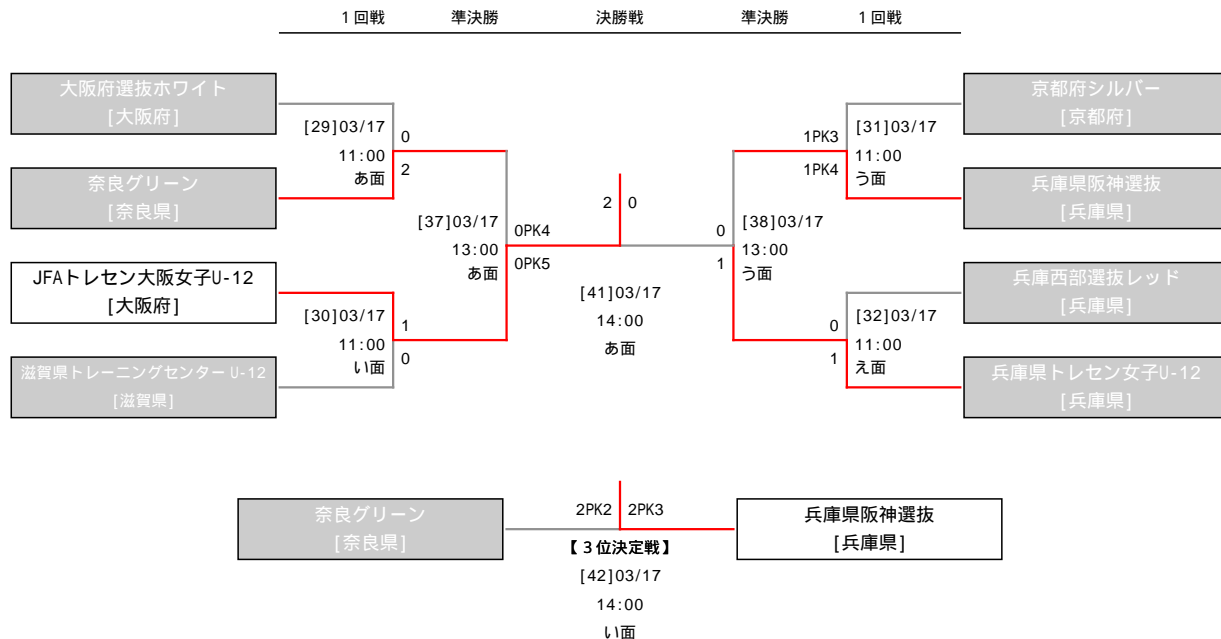 1回戦 準決勝 決勝戦 準決勝 1回戦
大阪府選抜ホワイト
[大阪府]
奈良グリーン
[奈良県]
JFAトレセン大阪女子U-12
[大阪府]
滋賀県トレーニングセンターU-12
[滋賀県]
[29]03/17
11:00
あ面
0
2
[30]03/17
11:00
い面
1
0
[37]03/17
13:00
あ面
0PK4
0PK5
2 0
[41]03/17
14:00
あ面
0
1
[38]03/17
13:00
う面
1PK3
1PK4
[31]03/17
11:00
う面
0
1
[32]03/17
11:00
え面
京都府シルバー
[京都府]
兵庫県阪神選抜
[兵庫県]
兵庫西部選抜レッド
[兵庫県]
兵庫県トレセン女子U-12
[兵庫県]
奈良グリーン
[奈良県]
2PK2 2PK3
【3位決定戦】
[42]03/17
14:00
い面
兵庫県阪神選抜
[兵庫県]